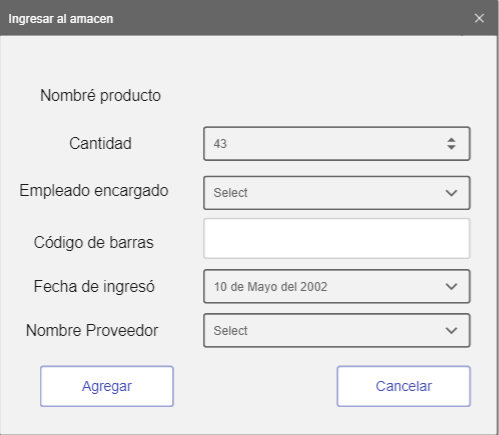 Ingresar al amacen
Nombré producto
Cantidad 43
Empleado encargado Select
Código de barras
Fecha de ingresó 10 de Mayo del 2002
Nombre Proveedor Select
Agregar Cancelar